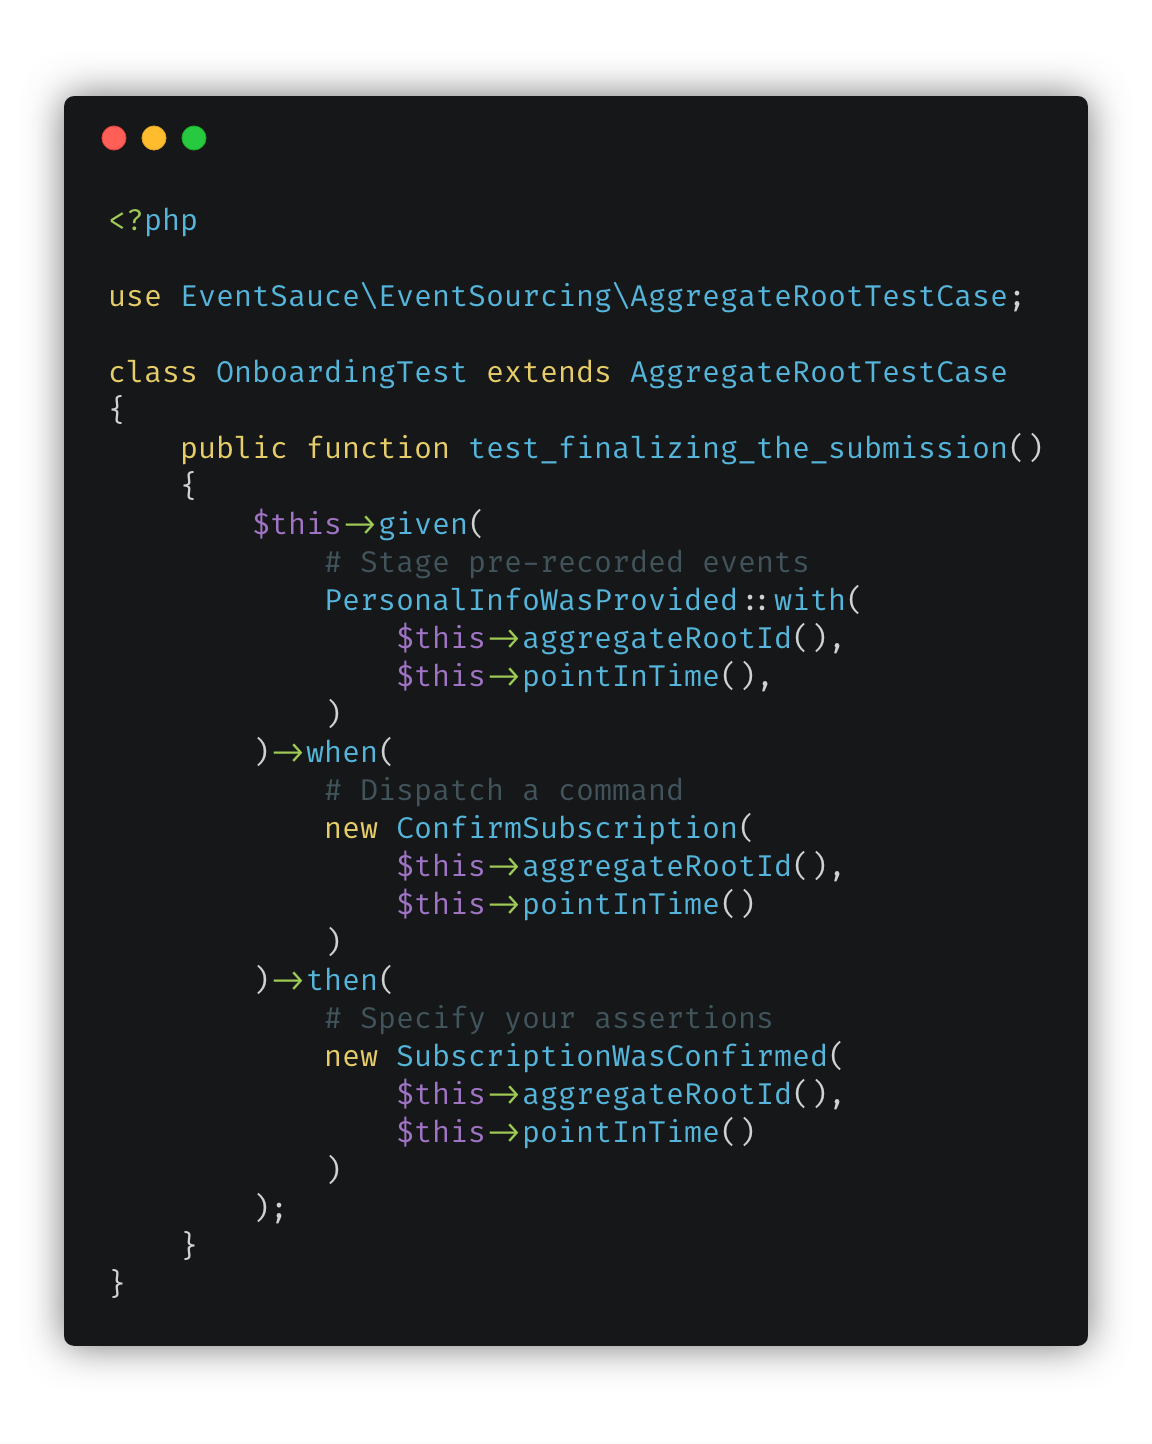 <?php

use EventSauce\EventSourcing\AggregateRootTestCase;

class OnboardingTest extends AggregateRootTestCase
{
    public function test_finalizing_the_submission()
    {
        $this->given(
            # Stage pre-recorded events
            PersonalInfoWasProvided::with(
                $this->aggregateRootId(),
                $this->pointInTime(),
            )
        )->when(
            # Dispatch a command
            new ConfirmSubscription(
                $this->aggregateRootId(),
                $this->pointInTime()
            )
        )->then(
            # Specify your assertions
            new SubscriptionWasConfirmed(
                $this->aggregateRootId(),
                $this->pointInTime()
            )
        );
    }
}